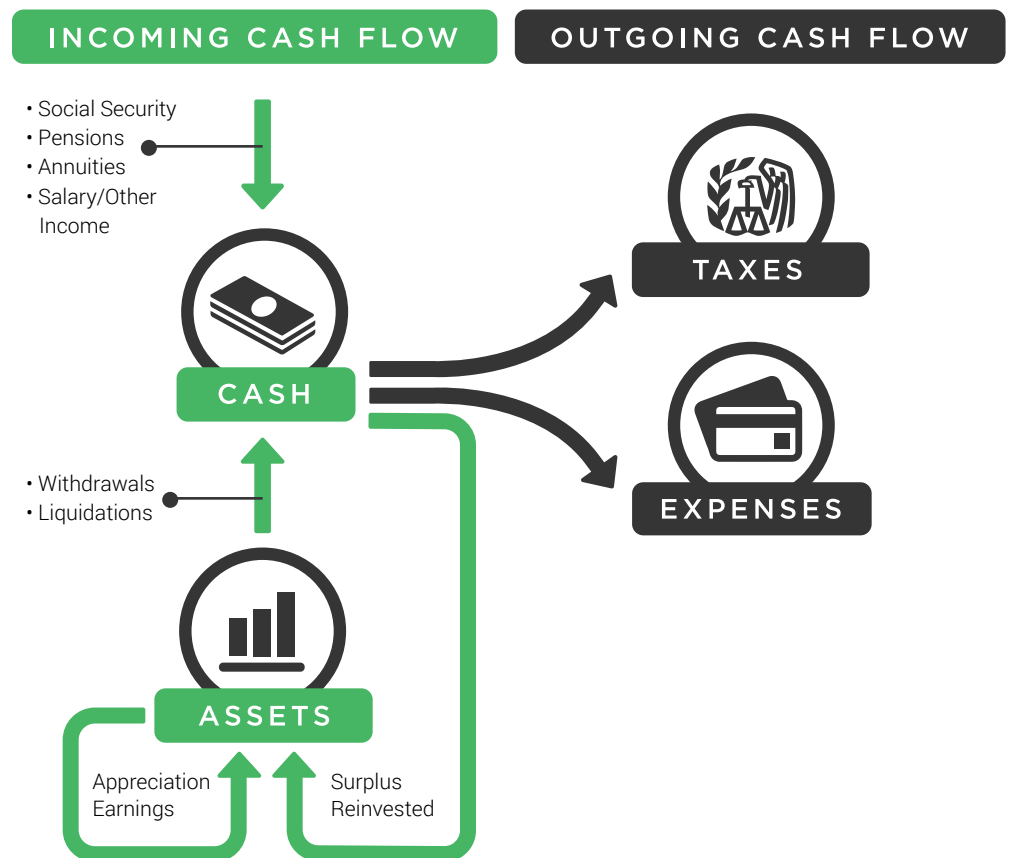 INCOMING CASH FLOW
OUTGOING CASH FLOW
• Social Security
• Pensions
• Annuities
• Salary/Other
Income
TAXES
CASH
• Withdrawals
• Liquidations
EXPENSES
ASSETS
Appreciation
Earnings
Surplus
Reinvested